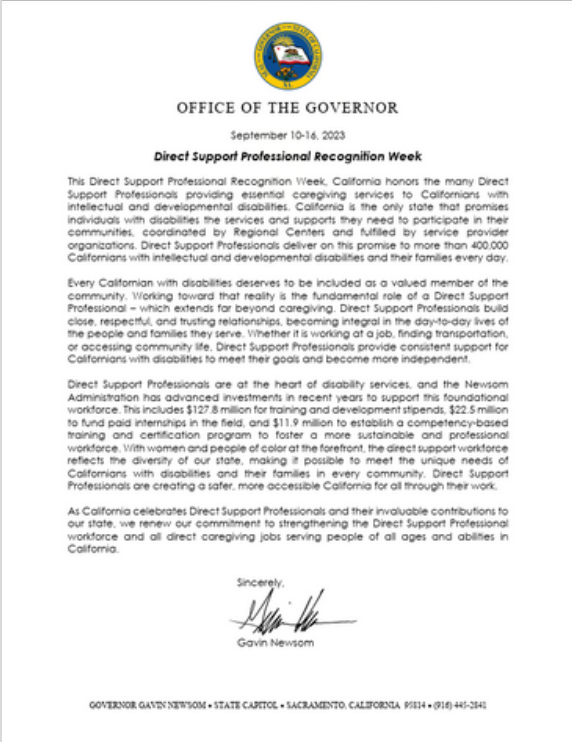 OFFICE OF THE GOVERNOR
September 10-16, 2023
Direct Support Professional Recognition Week
This Direct Support Professional Recognition Week, California honors the many Direct
Support Professionals providing essential caregiving services to Californians with
intellectual and developmental disabilities. California is the only state that promises
individuals with disabilities the services and supports they need to participate in their
communities, coordinated by Regional Centers and fulfilled by service provider
organizations. Direct Support Professionals deliver on this promise to more than 400,000
Californians with intellectual and developmental disabilities and their families every day.
Every Californian with disabilities deserves to be included as a valued member of the
community. Working toward that reality is the fundamental role of a Direct Support
Professional – which extends far beyond caregiving. Direct Support Professionals build
close, respectful, and trusting relationships, becoming integral in the day-to-day lives of
the people and families they serve. Whether it is working at a job, finding transportation,
or accessing community life, Direct Support Professionals provide consistent support for
Californians with disabilities to meet their goals and become more independent.
Direct Support Professionals are at the heart of disability services, and the Newsom
Administration has advanced investments in recent years to support this foundational
workforce. This includes $127.8 million for training and development stipends, $22.5 million
to fund paid internships in the field, and $11.9 million to establish a competency-based
training and certification program to foster a more sustainable and professional
workforce. With women and people of color at the forefront, the direct support workforce
reflects the diversity of our state, making it possible to meet the unique needs of
Californians with disabilities and their families in every community. Direct Support
Professionals are creating a safer, more accessible California for all through their work.
As California celebrates Direct Support Professionals and their invaluable contributions to
our state, we renew our commitment to strengthening the Direct Support Professional
workforce and all direct caregiving jobs serving people of all ages and abilities in
California.
Sincerely,
Gavin Newsom
GOVERNOR GAVIN NEWSOM • STATE CAPITOL • SACRAMENTO, CALIFORNIA 95814 • (916) 445-2841